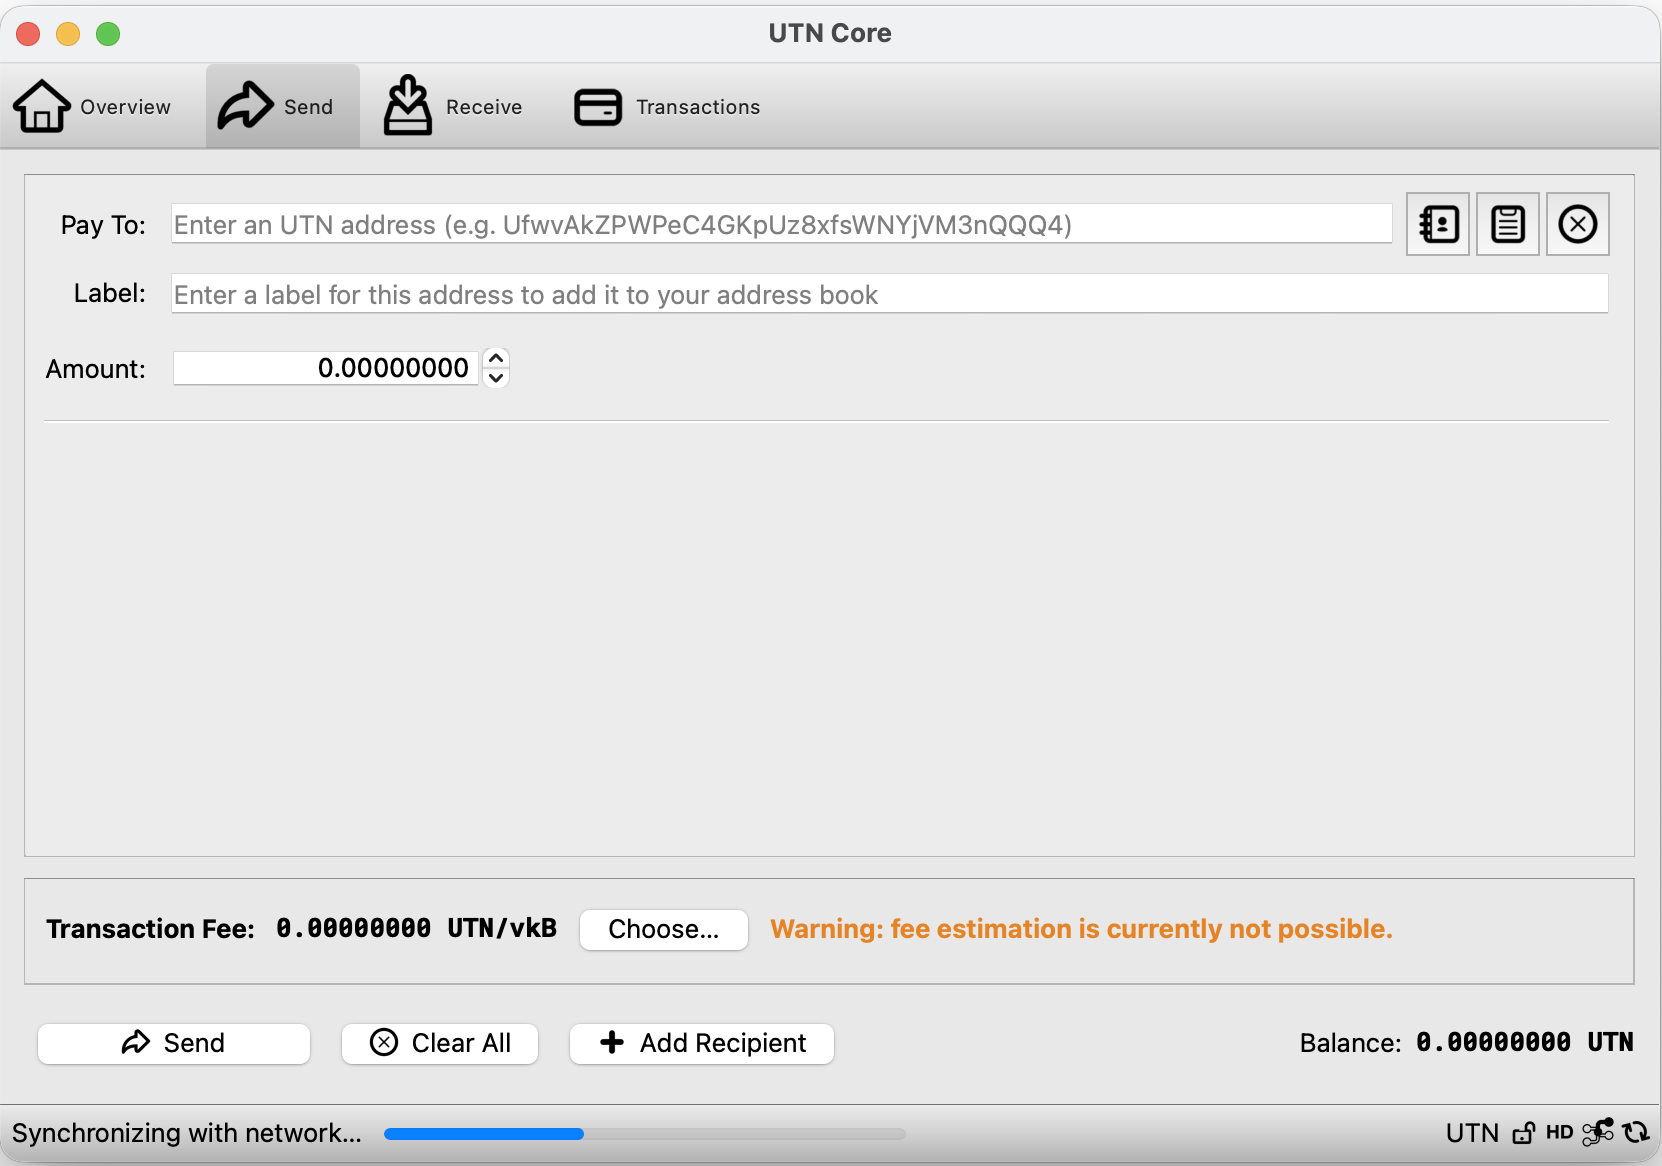 UTN Core
Overview
Send
Receive
Transactions
Pay To: Enter an UTN address (e.g. UfwvAkZPWPeC4GKpUz8xfsWNYjVM3nQQQ4)
Label: Enter a label for this address to add it to your address book
Amount: 0.00000000
Transaction Fee: 0.00000000 UTN/vkB Choose... Warning: fee estimation is currently not possible.
Send
Clear All
Add Recipient
Balance: 0.00000000 UTN
Synchronizing with network...
UTN HD